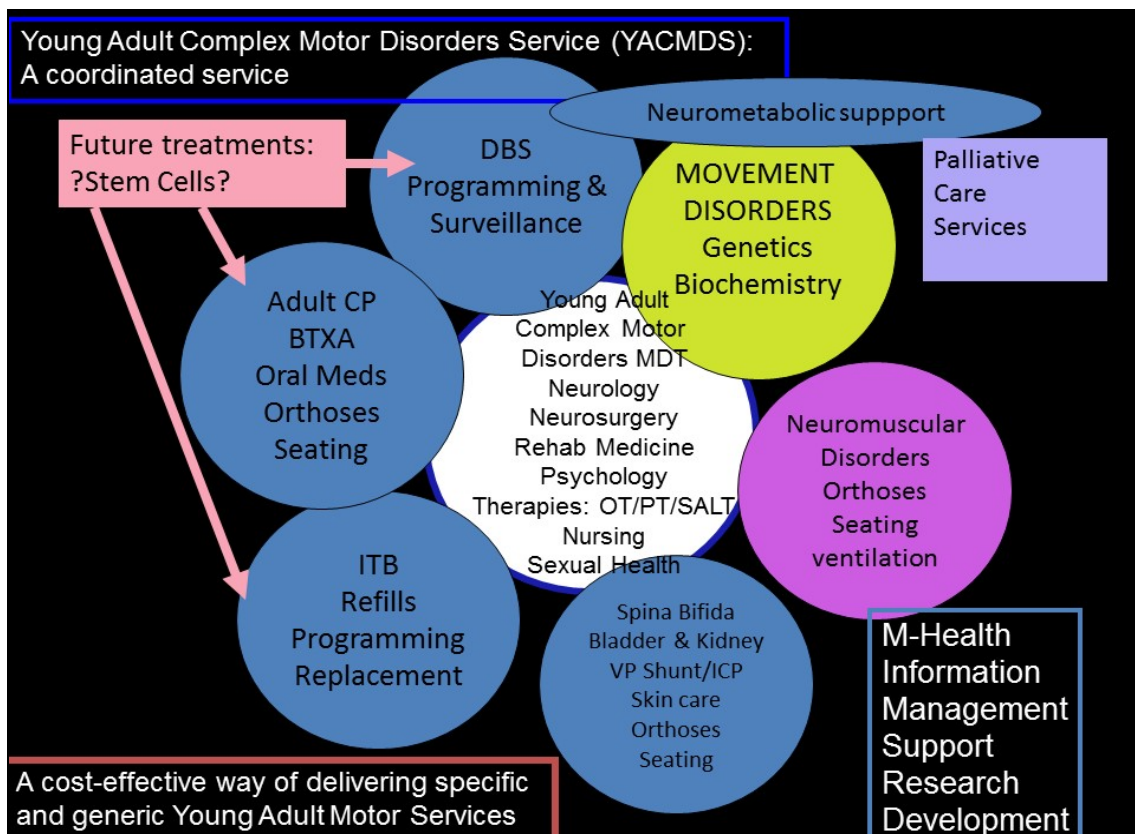 Young Adult Complex Motor Disorders Service (YACMDS):
A coordinated service
Neurometabolic suppport
Future treatments:
?Stem Cells?
DBS
Programming &
Surveillance
MOVEMENT
DISORDERS
Genetics
Biochemistry
Palliative
Care
Services
Adult CP
BTXA
Oral Meds
Orthoses
Seating
Young Adult
Complex Motor
Disorders MDT
Neurology
Neurosurgery
Rehab Medicine
Psychology
Therapies: OT/PT/SALT
Nursing
Sexual Health
Neuromuscular
Disorders
Orthoses
Seating
ventilation
ITB
Refills
Programming
Replacement
Spina Bifida
Bladder & Kidney
VP Shunt/ICP
Skin care
Orthoses
Seating
M-Health
Information
Management
Support
Research
Development
A cost-effective way of delivering specific
and generic Young Adult Motor Services